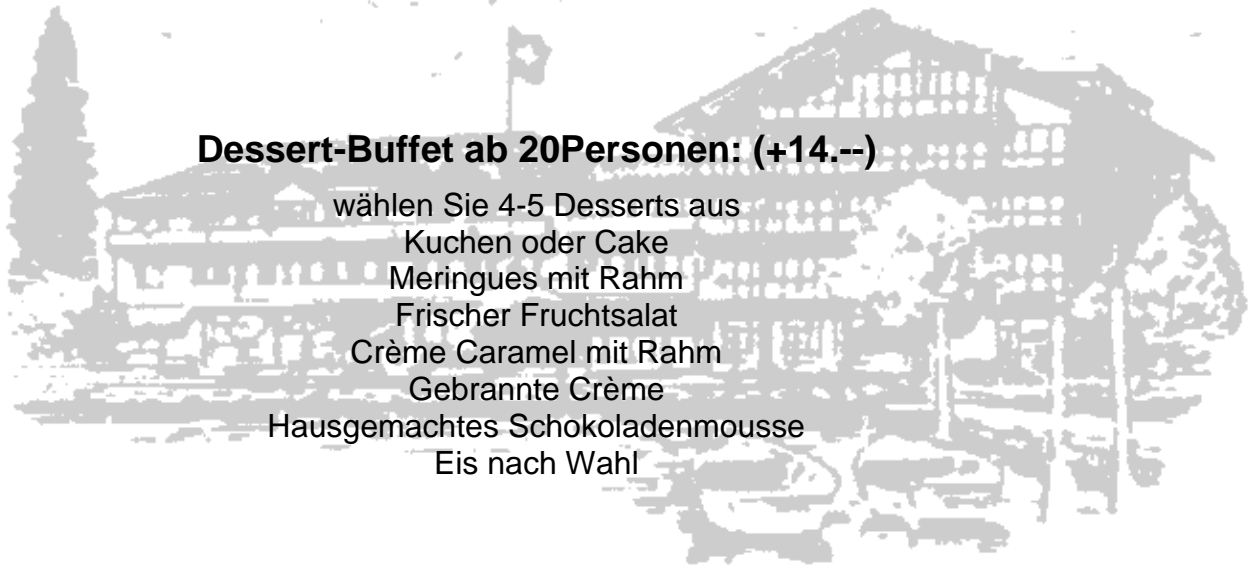 Dessert-Buffet ab 20Personen: (+14.--)
wählen Sie 4-5 Desserts aus
Kuchen oder Cake
Meringues mit Rahm
Frischer Fruchtsalat
Crème Caramel mit Rahm
Gebrannte Crème
Hausgemachtes Schokoladenmousse
Eis nach Wahl